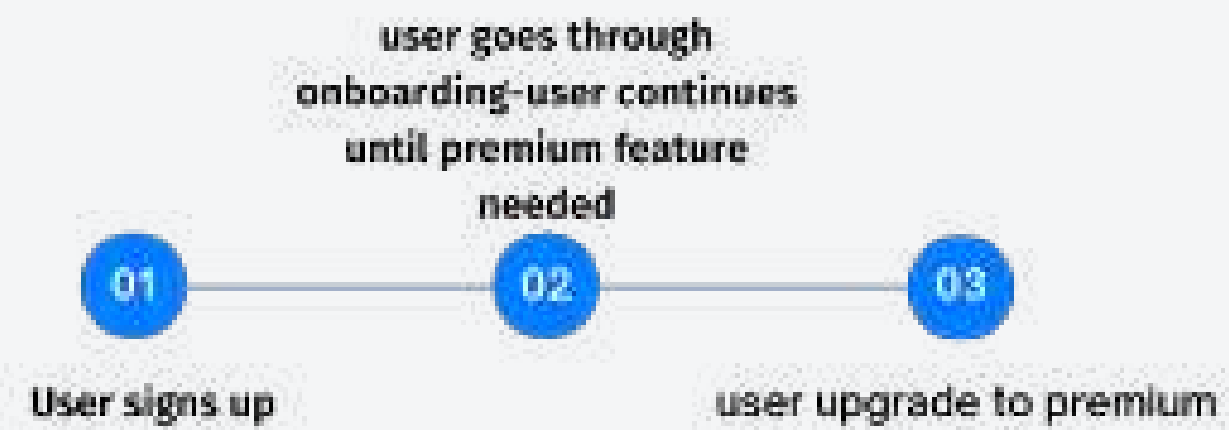 user goes through
onboarding-user continues
until premium feature
needed
01
02
03
User signs up
user upgrade to premium